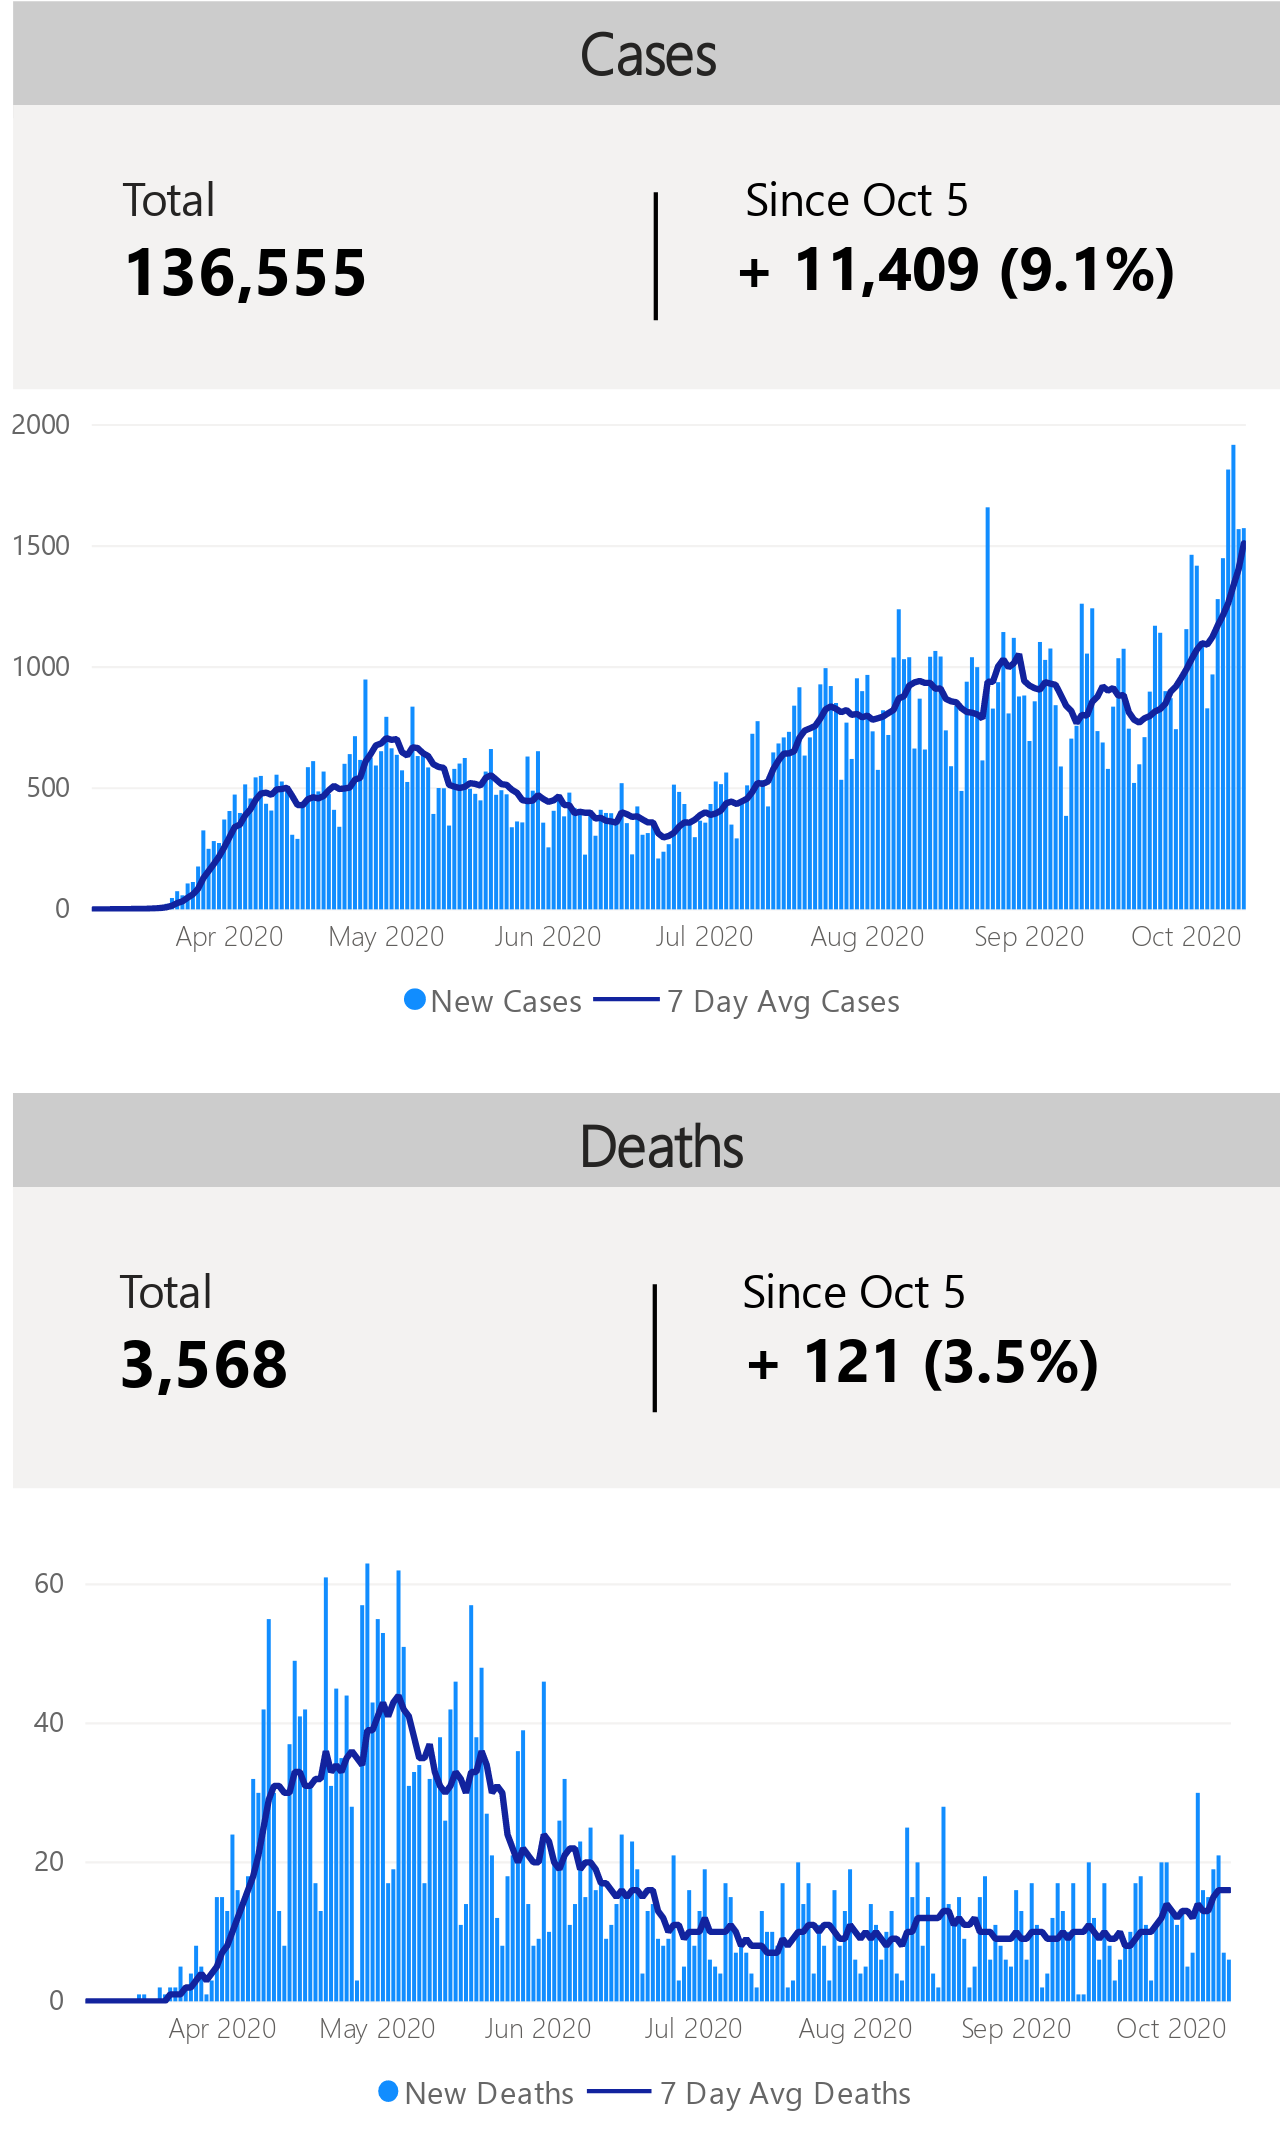 Cases
Total
Since Oct 5
136,555
+ 11,409 (9.1%)
2000
1500
1000
500
0
Apr 2020 May 2020 Jun 2020 Jul 2020 Aug 2020 Sep 2020 Oct 2020
New Cases 7 Day Avg Cases
Deaths
Total
Since Oct 5
3,568
+ 121 (3.5%)
60
40
20
0
Apr 2020 May 2020 Jun 2020 Jul 2020 Aug 2020 Sep 2020 Oct 2020
New Deaths 7 Day Avg Deaths